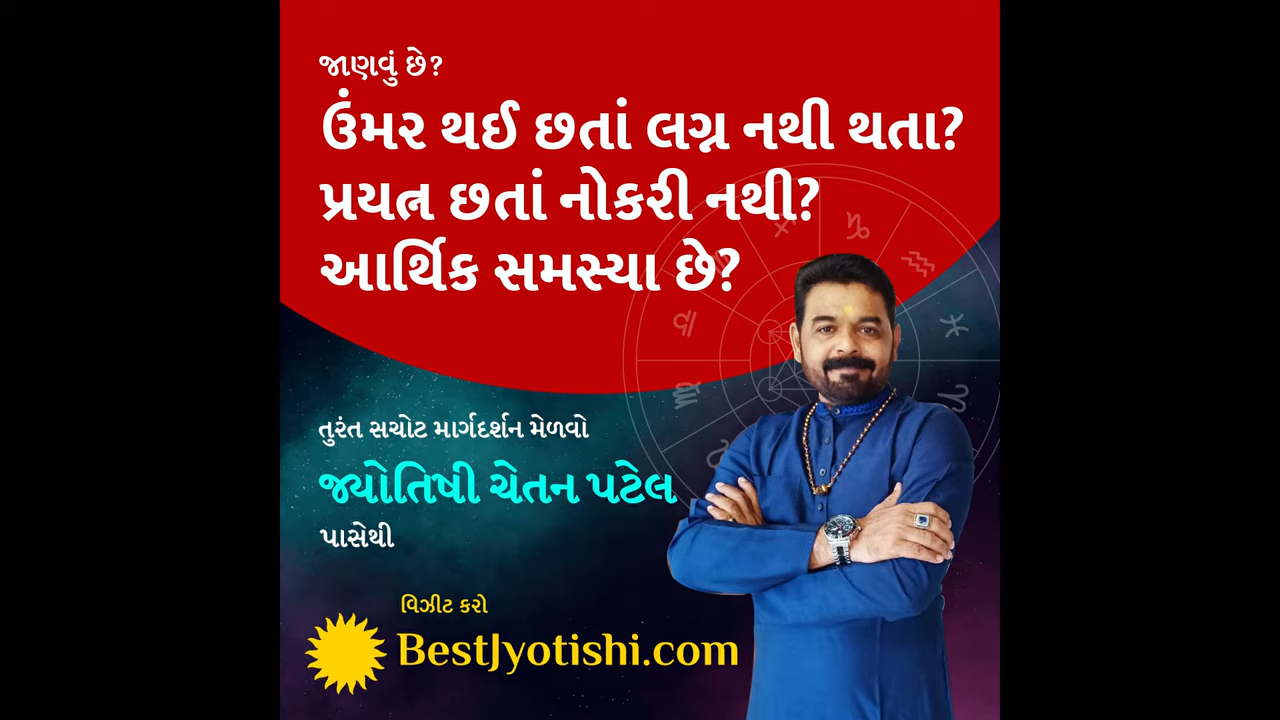 જાણવું છે?
ઉંમર થઈ છતાં લગ્ન નથી થતા?
પ્રયત્ન છતાં નોકરી નથી?
આર્થિક સમસ્યા છે?
તુરંત સચોટ માર્ગદર્શન મેળવો
જ્યોતિષી ચેતન પટેલ
પાસેથી
વિઝીટ કરો
BestJyotishi.com